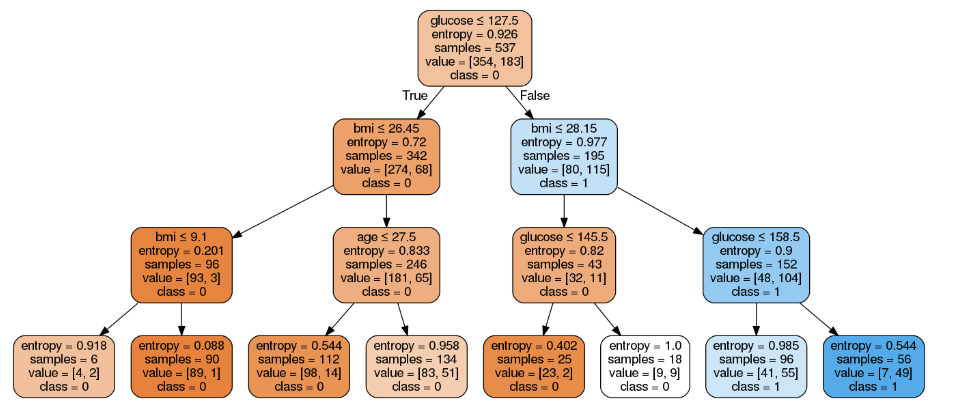 glucose ≤ 127.5
entropy = 0.926
samples = 537
value = [354, 183]
class = 0
True
False
bmi ≤ 26.45
entropy = 0.72
samples = 342
value = [274, 68]
class = 0
bmi ≤ 28.15
entropy = 0.977
samples = 195
value = [80, 115]
class = 1
bmi ≤ 9.1
entropy = 0.201
samples = 96
value = [93, 3]
class = 0
age ≤ 27.5
entropy = 0.833
samples = 246
value = [181, 65]
class = 0
glucose ≤ 145.5
entropy = 0.82
samples = 43
value = [32, 11]
class = 0
glucose ≤ 158.5
entropy = 0.9
samples = 152
value = [48, 104]
class = 1
entropy = 0.918
samples = 6
value = [4, 2]
class = 0
entropy = 0.088
samples = 90
value = [89, 1]
class = 0
entropy = 0.544
samples = 112
value = [98, 14]
class = 0
entropy = 0.958
samples = 134
value = [83, 51]
class = 0
entropy = 0.402
samples = 25
value = [23, 2]
class = 0
entropy = 1.0
samples = 18
value = [9, 9]
class = 0
entropy = 0.985
samples = 96
value = [41, 55]
class = 1
entropy = 0.544
samples = 56
value = [7, 49]
class = 1